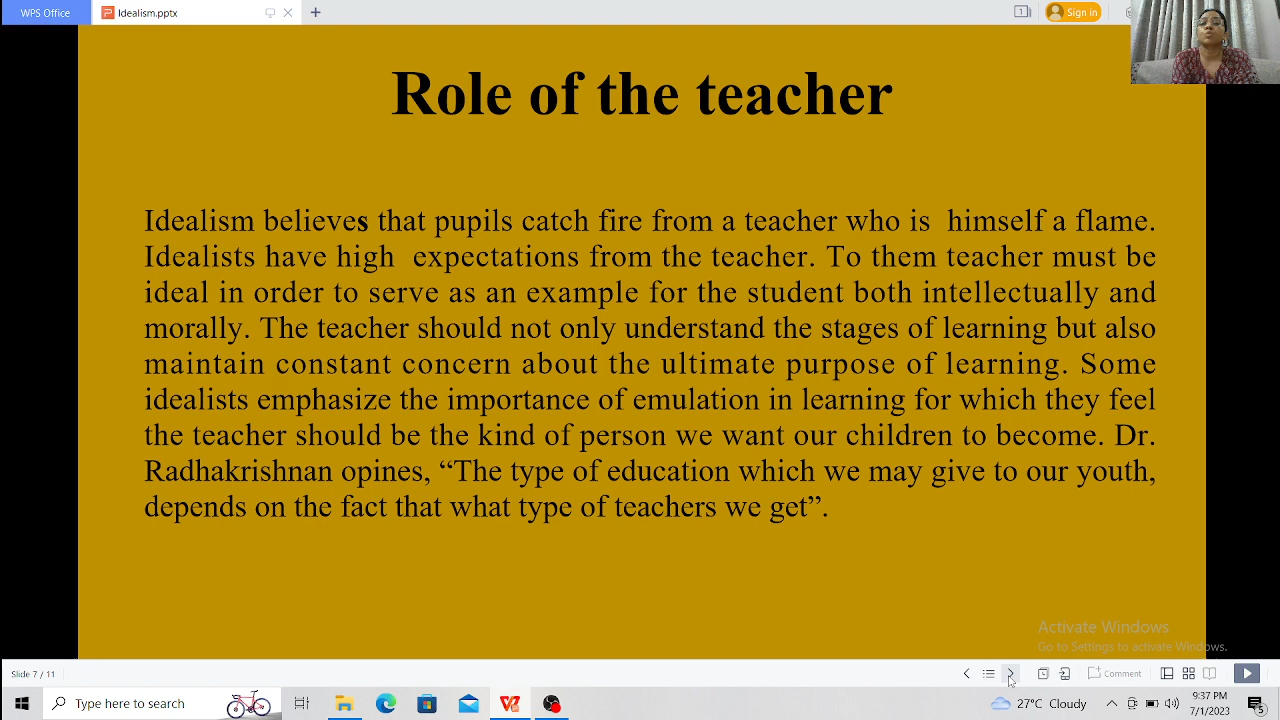 WPS Office
Idealism.pptx
Sign in
Role of the teacher
Idealism believes that pupils catch fire from a teacher who is himself a flame.
Idealists have high expectations from the teacher. To them teacher must be
ideal in order to serve as an example for the student both intellectually and
morally. The teacher should not only understand the stages of learning but also
maintain constant concern about the ultimate purpose of learning. Some
idealists emphasize the importance of emulation in learning for which they feel
the teacher should be the kind of person we want our children to become. Dr.
Radhakrishnan opines, “The type of education which we may give to our youth,
depends on the fact that what type of teachers we get”.
Activate Windows
Go to Settings to activate Windows.
Slide 7 / 11
Comment
Type here to search
27°C Cloudy
9:37 PM
7/1/2023
5